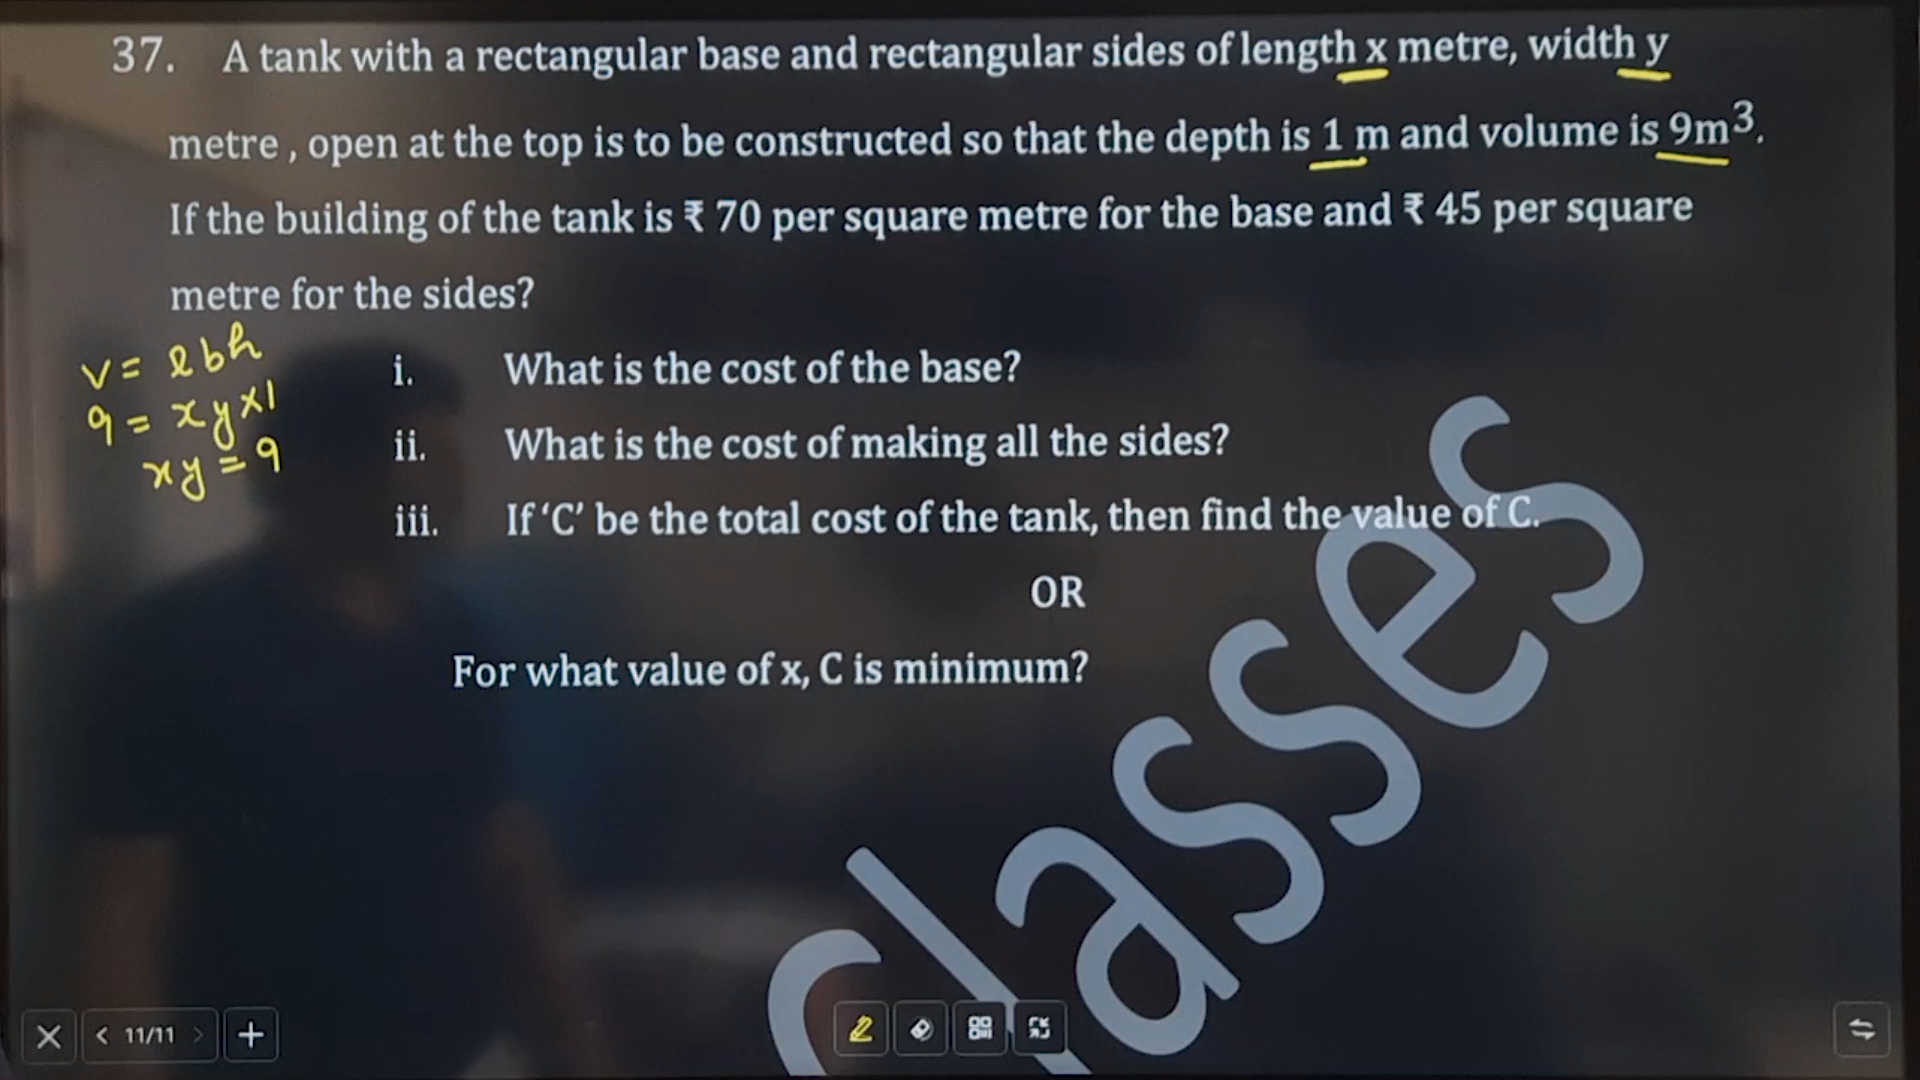 37. A tank with a rectangular base and rectangular sides of length x metre, width y
metre , open at the top is to be constructed so that the depth is 1 m and volume is 9m³.
If the building of the tank is ₹ 70 per square metre for the base and ₹ 45 per square
metre for the sides?
v = lbh
9 = xy×1
xy = 9
i. What is the cost of the base?
ii. What is the cost of making all the sides?
iii. If ‘C’ be the total cost of the tank, then find the value of C.
OR
For what value of x, C is minimum?
Classes
11/11